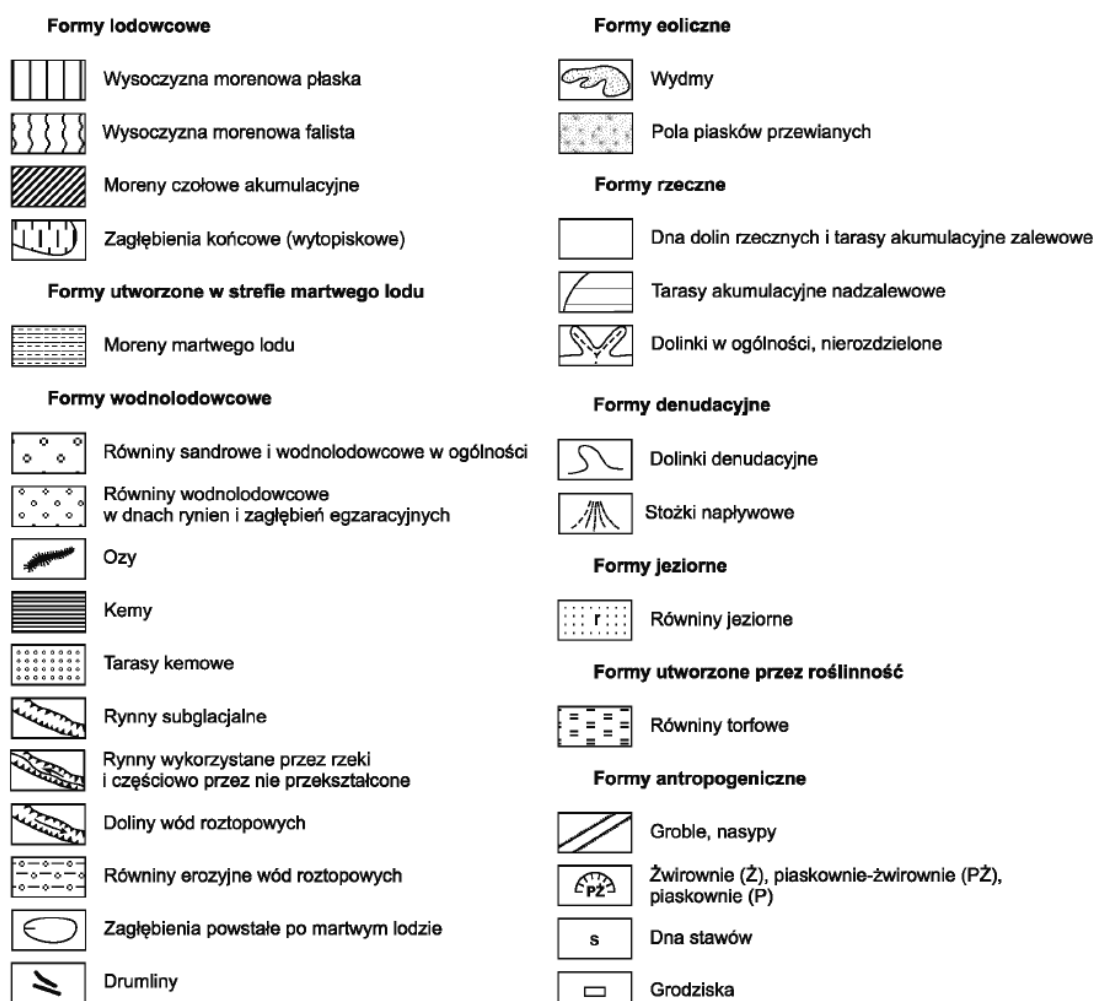 Formy lodowcowe
Wysoczyzna morenowa płaska
Wysoczyzna morenowa falista
Moreny czołowe akumulacyjne
Zagłębienia końcowe (wytopiskowe)
Formy utworzone w strefie martwego lodu
Moreny martwego lodu
Formy wodnolodowcowe
Równiny sandrowe i wodnolodowcowe w ogólności
Równiny wodnolodowcowe
w dnach rynien i zagłębień egzaracyjnych
Ozy
Kemy
Tarasy kemowe
Rynny subglacjalne
Rynny wykorzystane przez rzeki
i częściowo przez nie przekształcone
Doliny wód roztopowych
Równiny erozyjne wód roztopowych
Zagłębienia powstałe po martwym lodzie
Drumliny
Formy eoliczne
Wydmy
Pola piasków przewianych
Formy rzeczne
Dna dolin rzecznych i tarasy akumulacyjne zalewowe
Tarasy akumulacyjne nadzalewowe
Dolinki w ogólności, nierozdzielone
Formy denudacyjne
Dolinki denudacyjne
Stożki napływowe
Formy jeziorne
r
Równiny jeziorne
Formy utworzone przez roślinność
Równiny torfowe
Formy antropogeniczne
Groble, nasypy
PŻ
Żwirownie (Ż), piaskownie-żwirownie (PŻ),
piaskownie (P)
s
Dna stawów
Grodziska